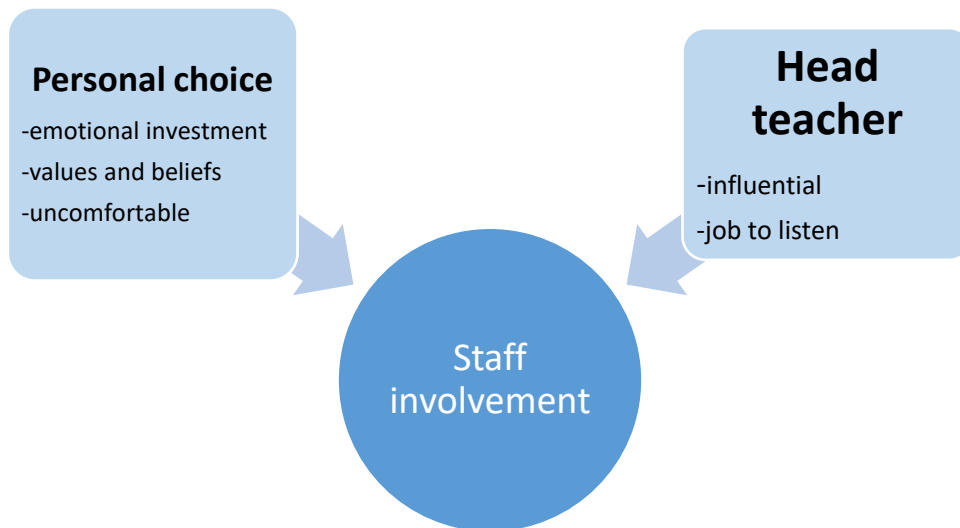 Personal choice
-emotional investment
-values and beliefs
-uncomfortable
Head
teacher
-influential
-job to listen
Staff
involvement